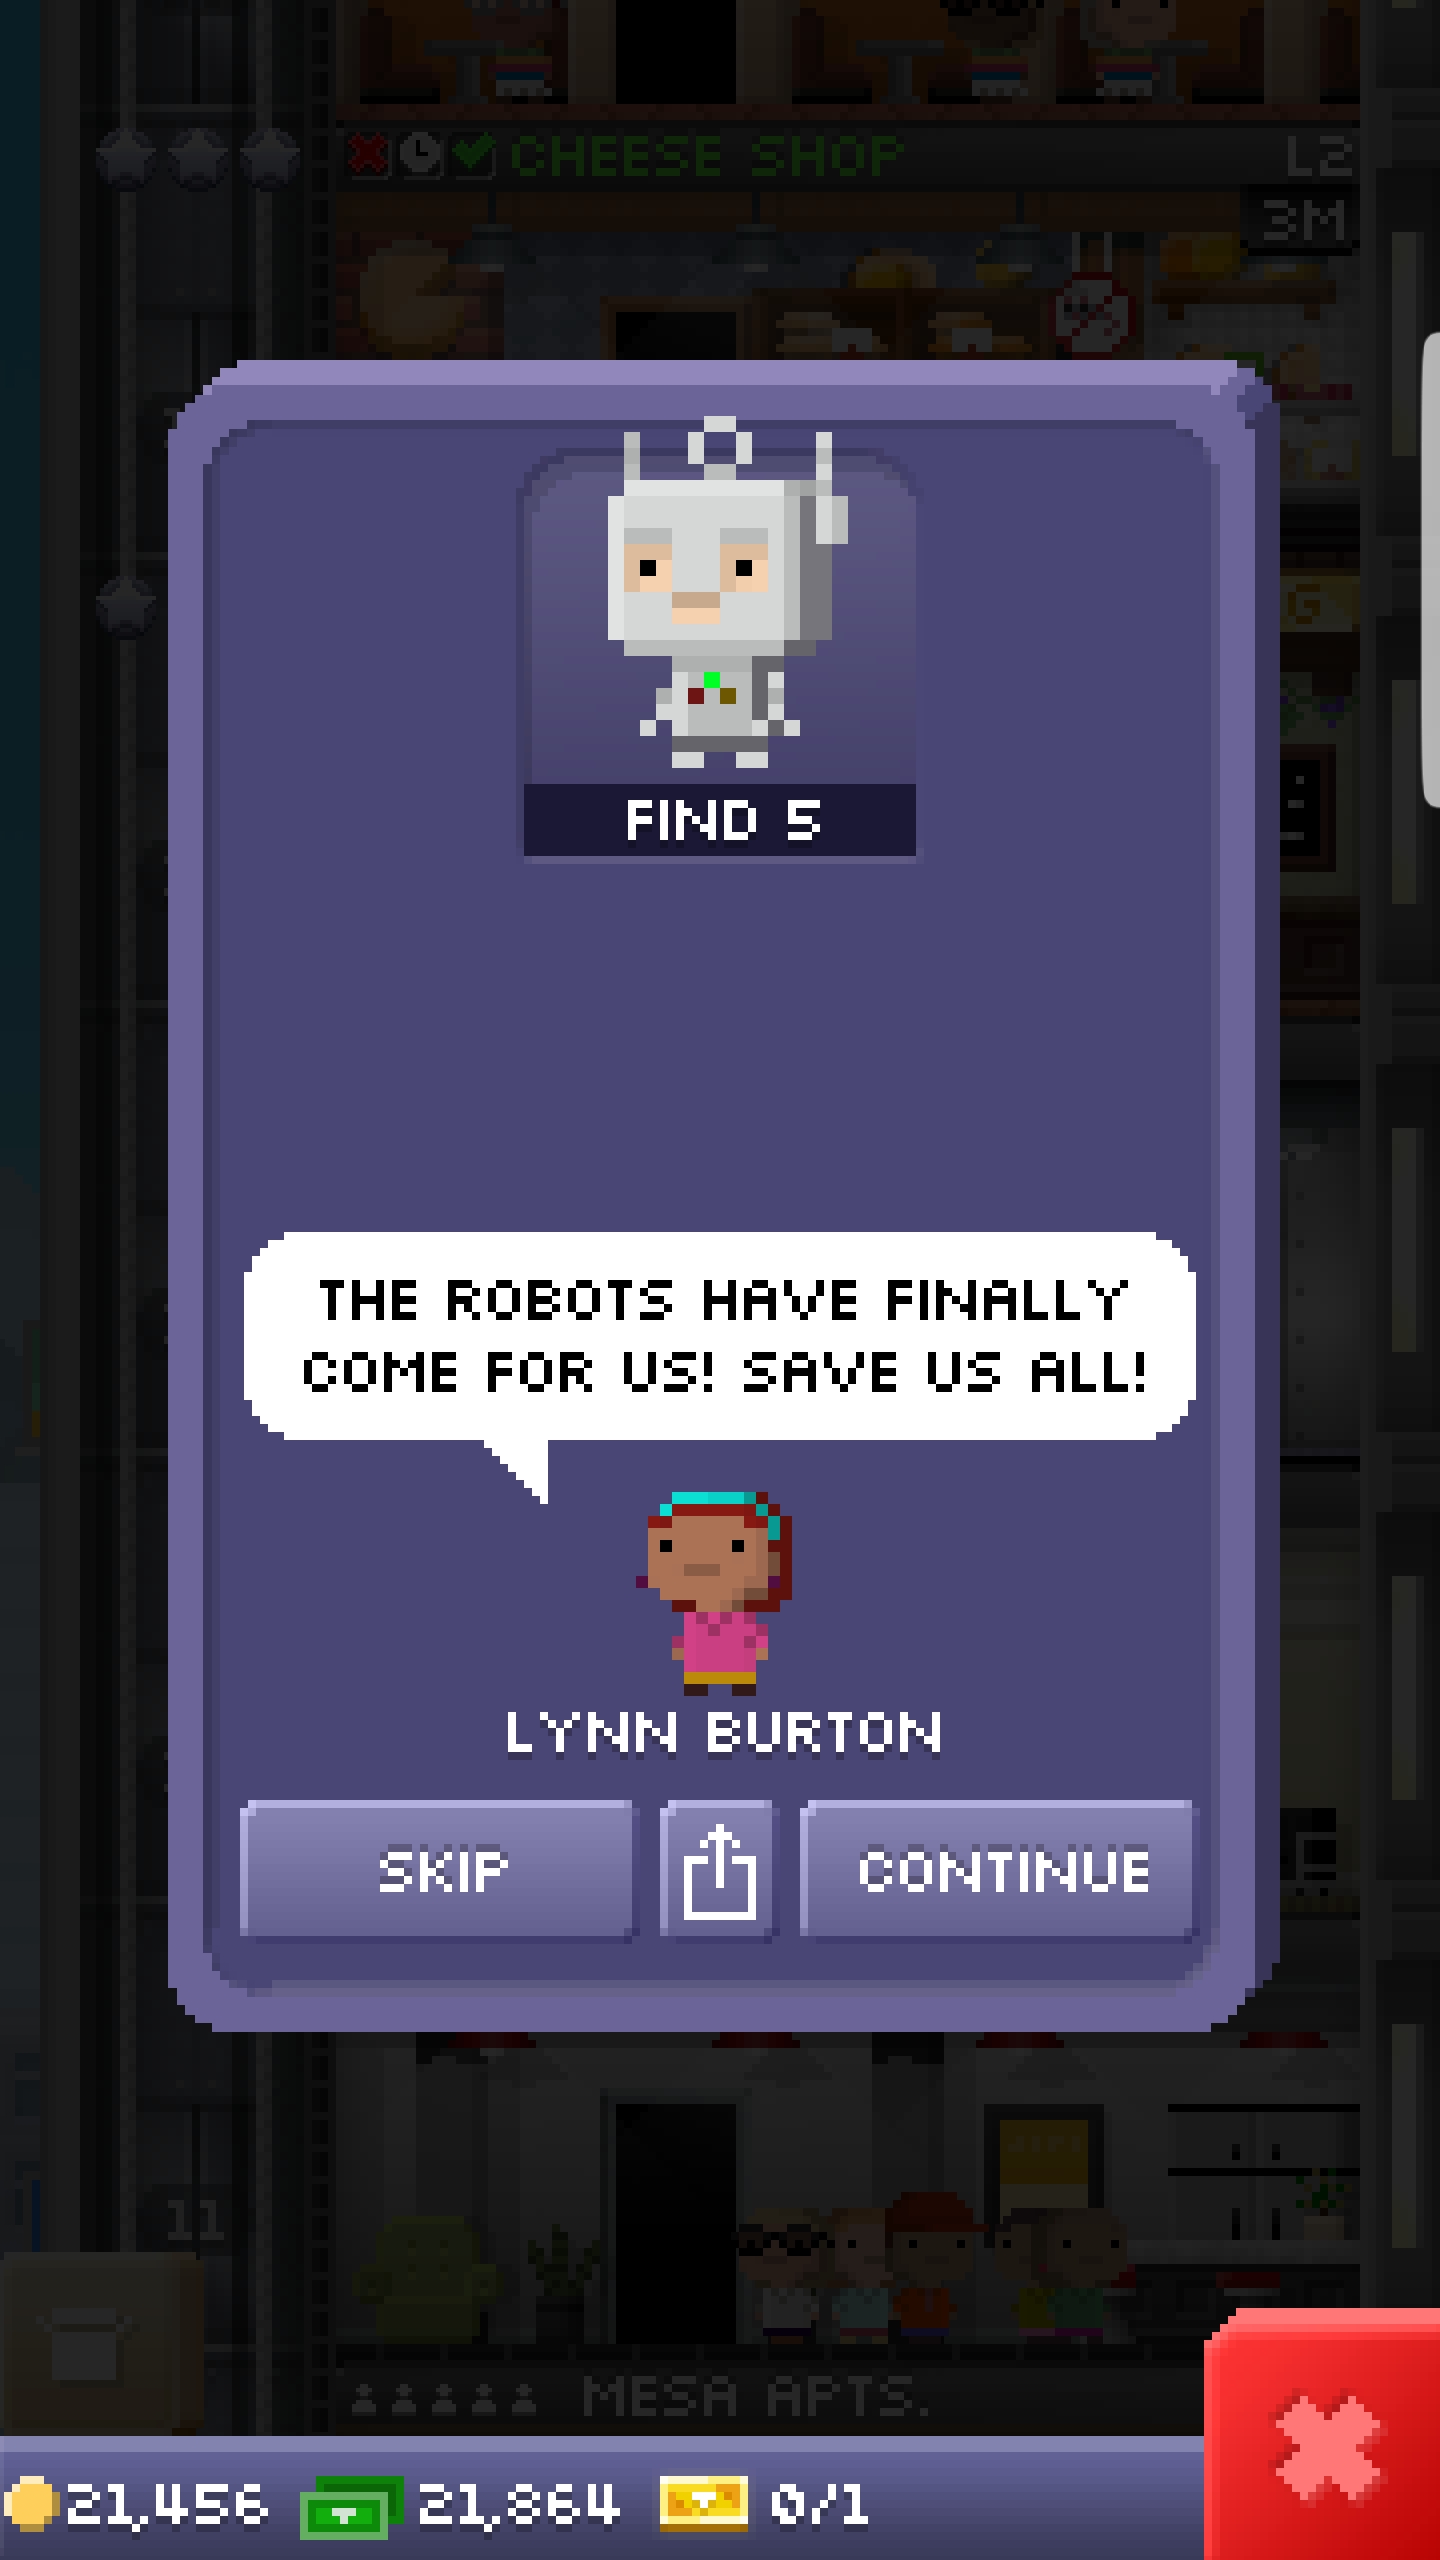 CHEESE SHOP
L2
3M
FIND 5
THE ROBOTS HAVE FINALLY
COME FOR US! SAVE US ALL!
LYNN BURTON
SKIP
CONTINUE
11
MESA APTS.
21,456
21,864
0/1